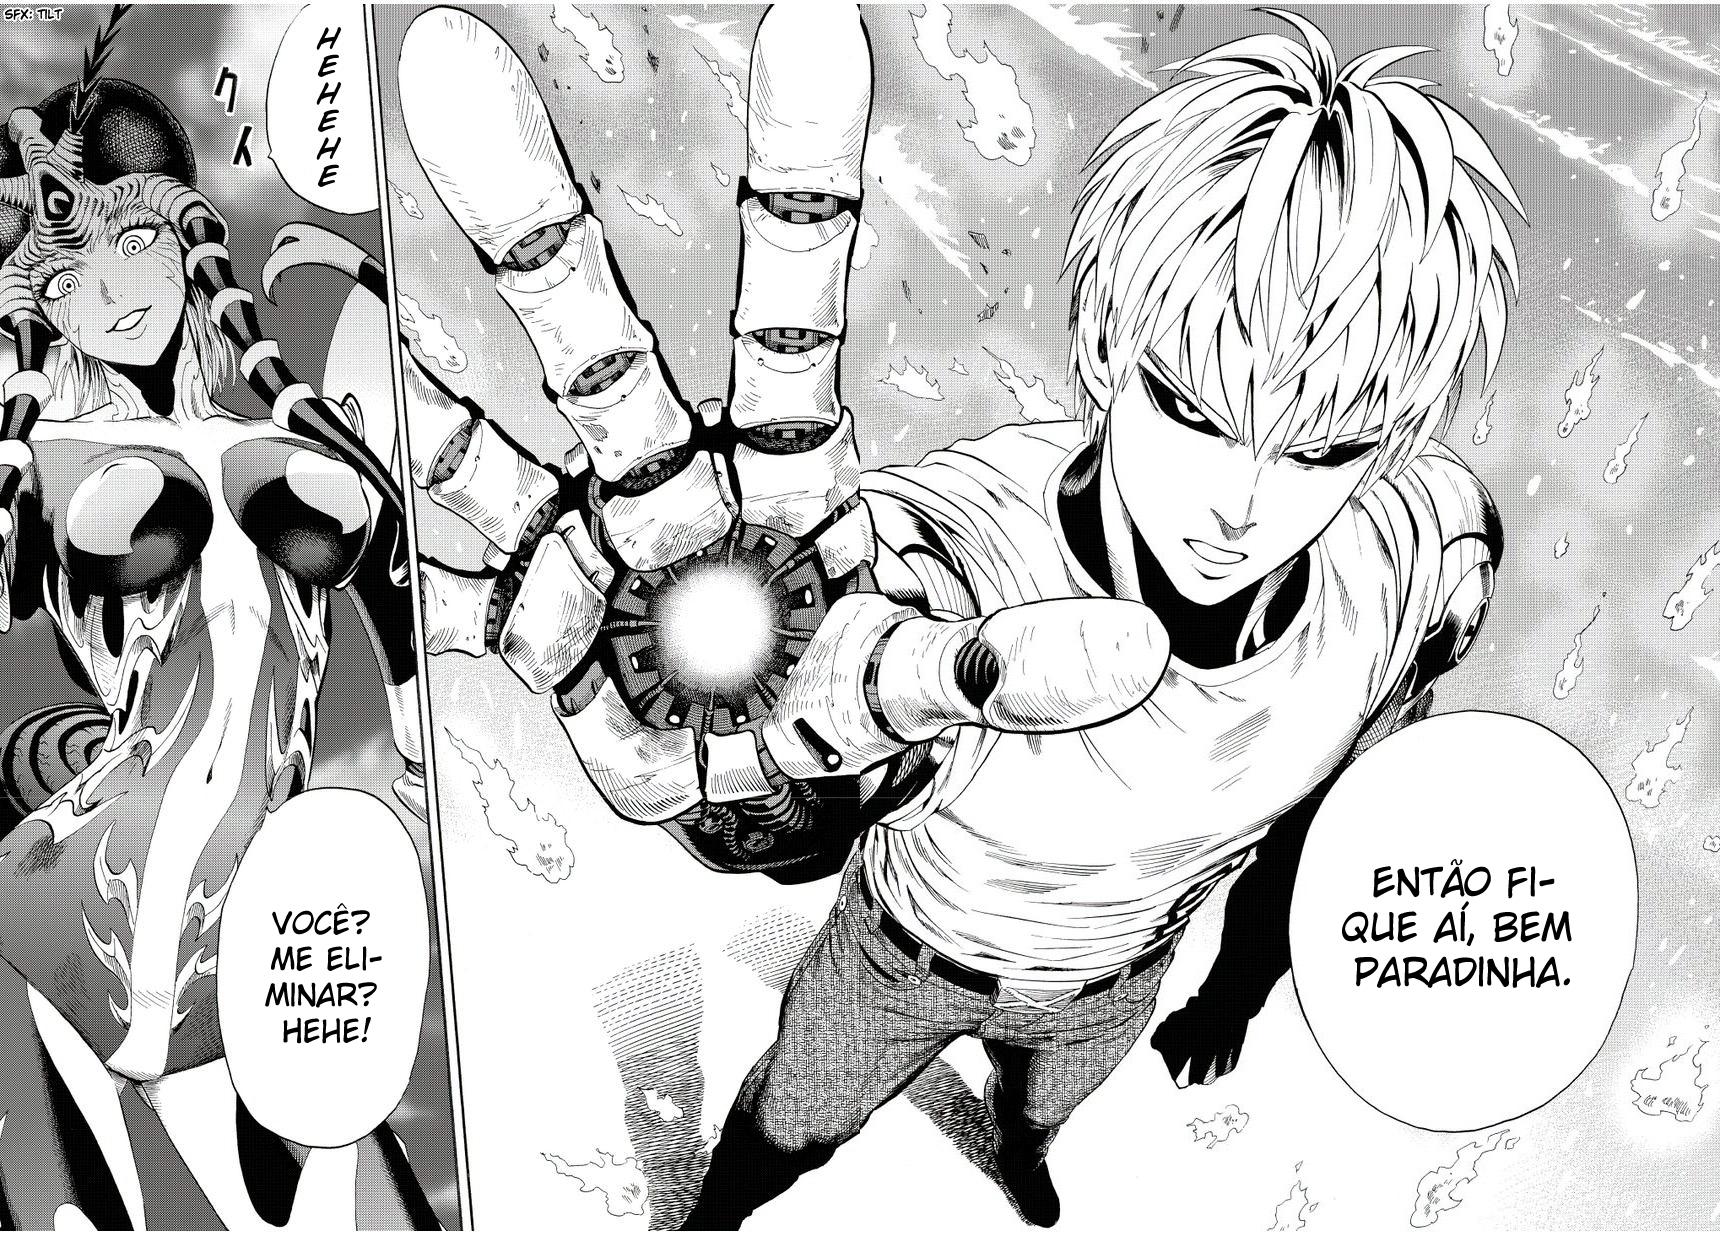 ENTÃO FI-
QUE AÍ, BEM
PARADINHA.
HEHEHE
クイ
SFX: TILT
VOCÊ?
ME ELI-
MINAR?
HEHE!